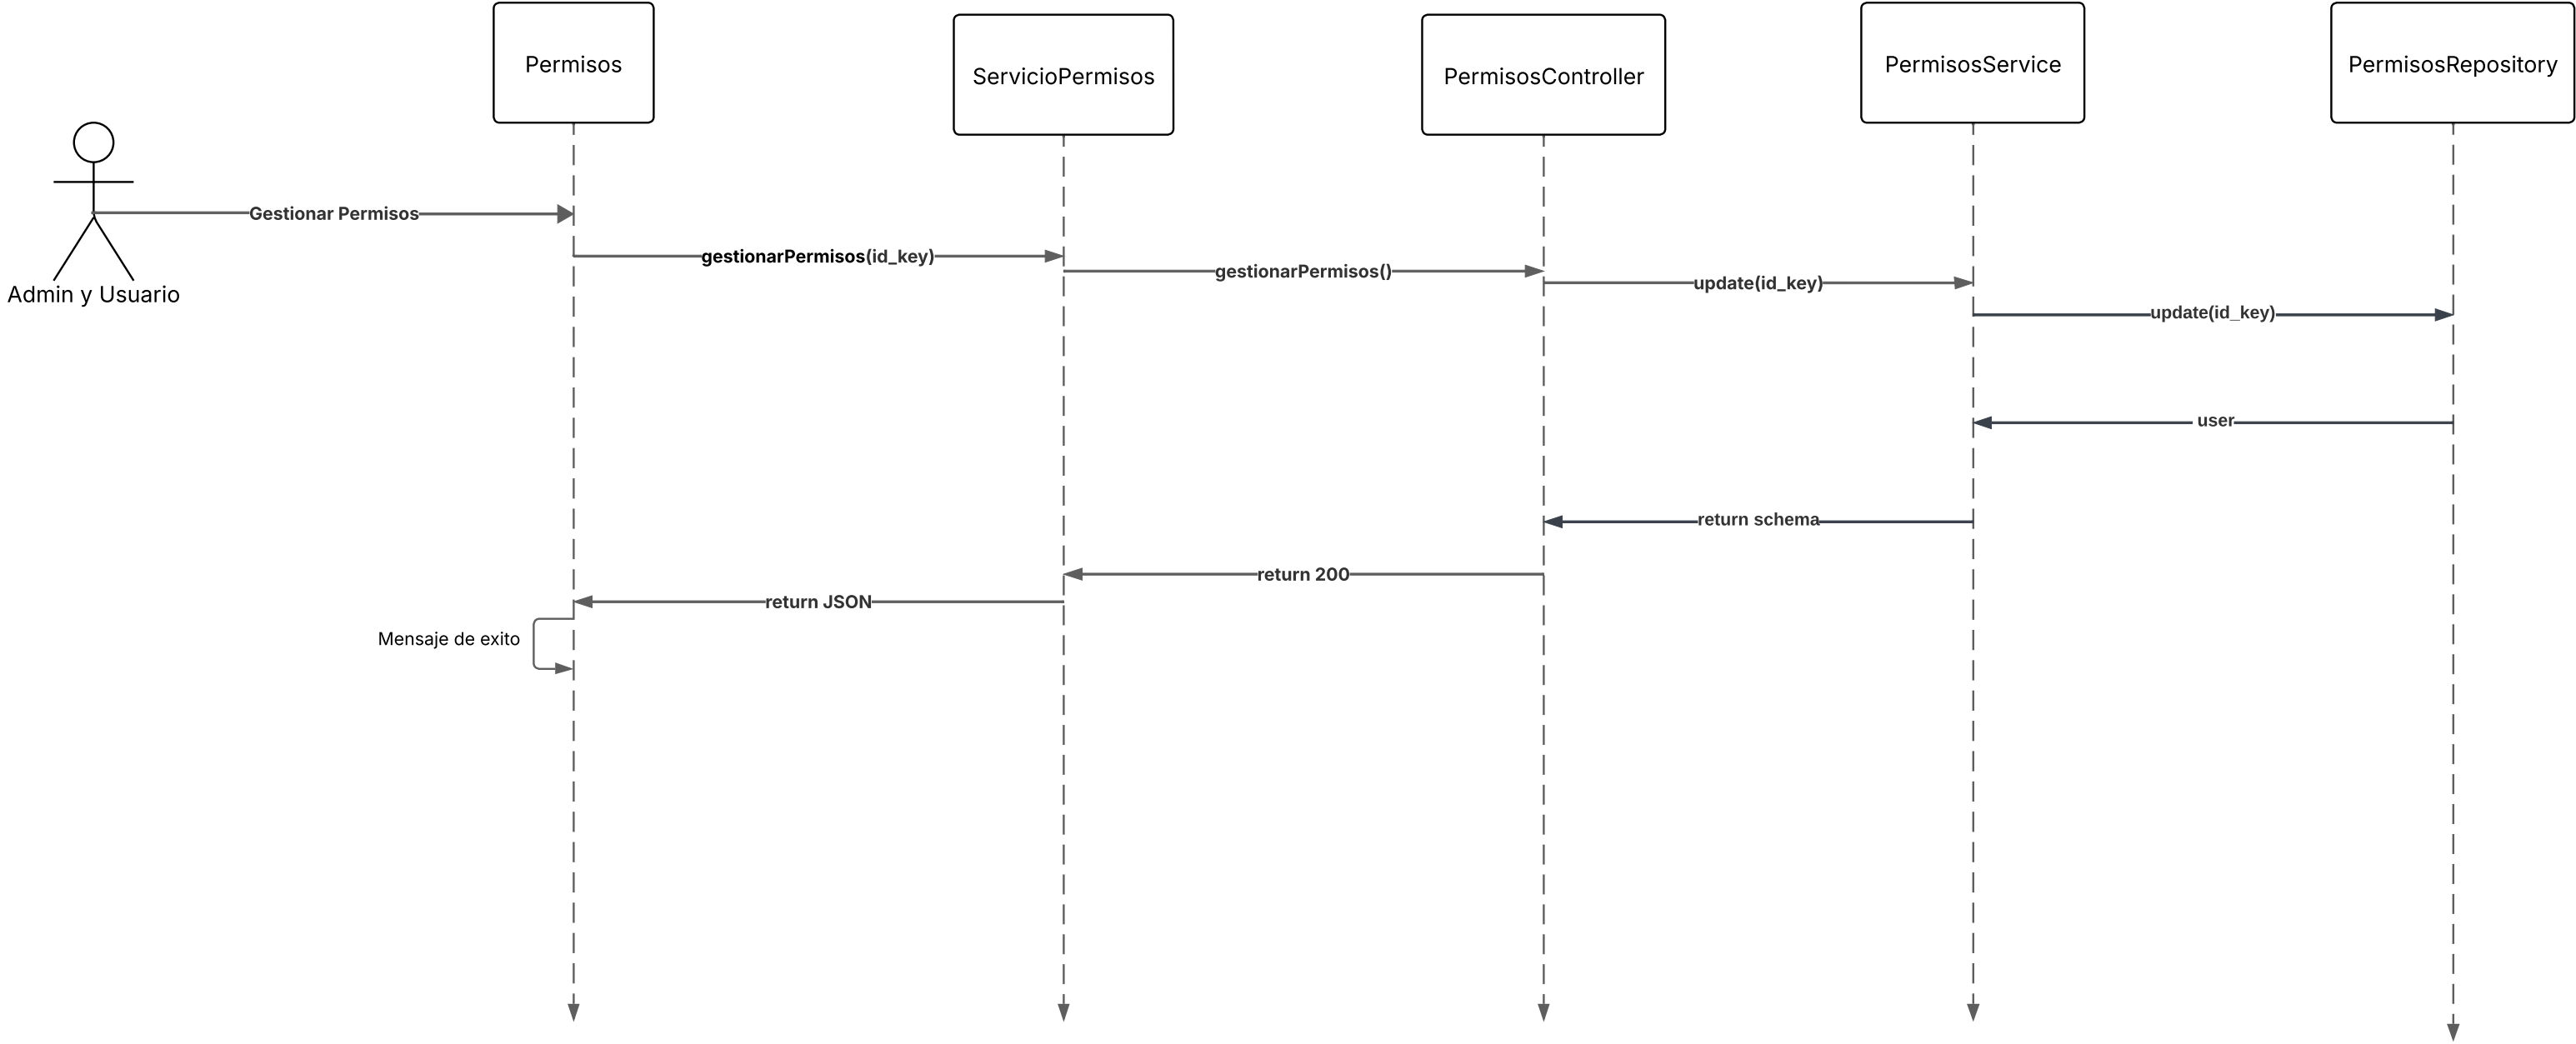 Permisos
ServicioPermisos
PermisosController
PermisosService
PermisosRepository
Admin y Usuario
Gestionar Permisos
gestionarPermisos(id_key)
gestionarPermisos()
update(id_key)
update(id_key)
user
return schema
return 200
return JSON
Mensaje de exito